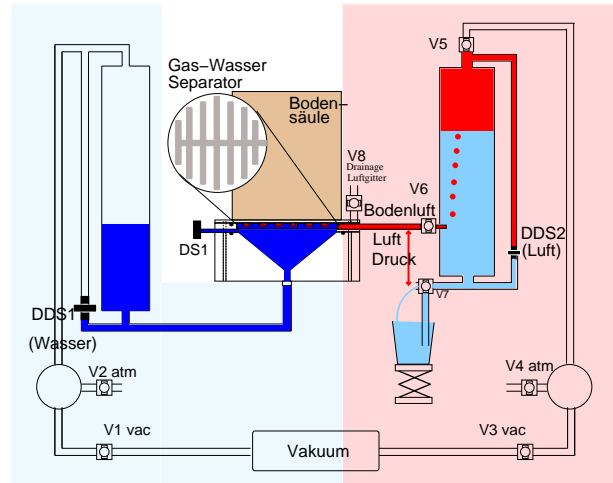 V5
Gas–Wasser
Separator
Boden–
säule
V8
Drainage
Luftgitter
V6
Bodenluft
DS1
Luft
Druck
DDS2
(Luft)
V7
DDS1
(Wasser)
V2 atm
V4 atm
V1 vac
V3 vac
Vakuum